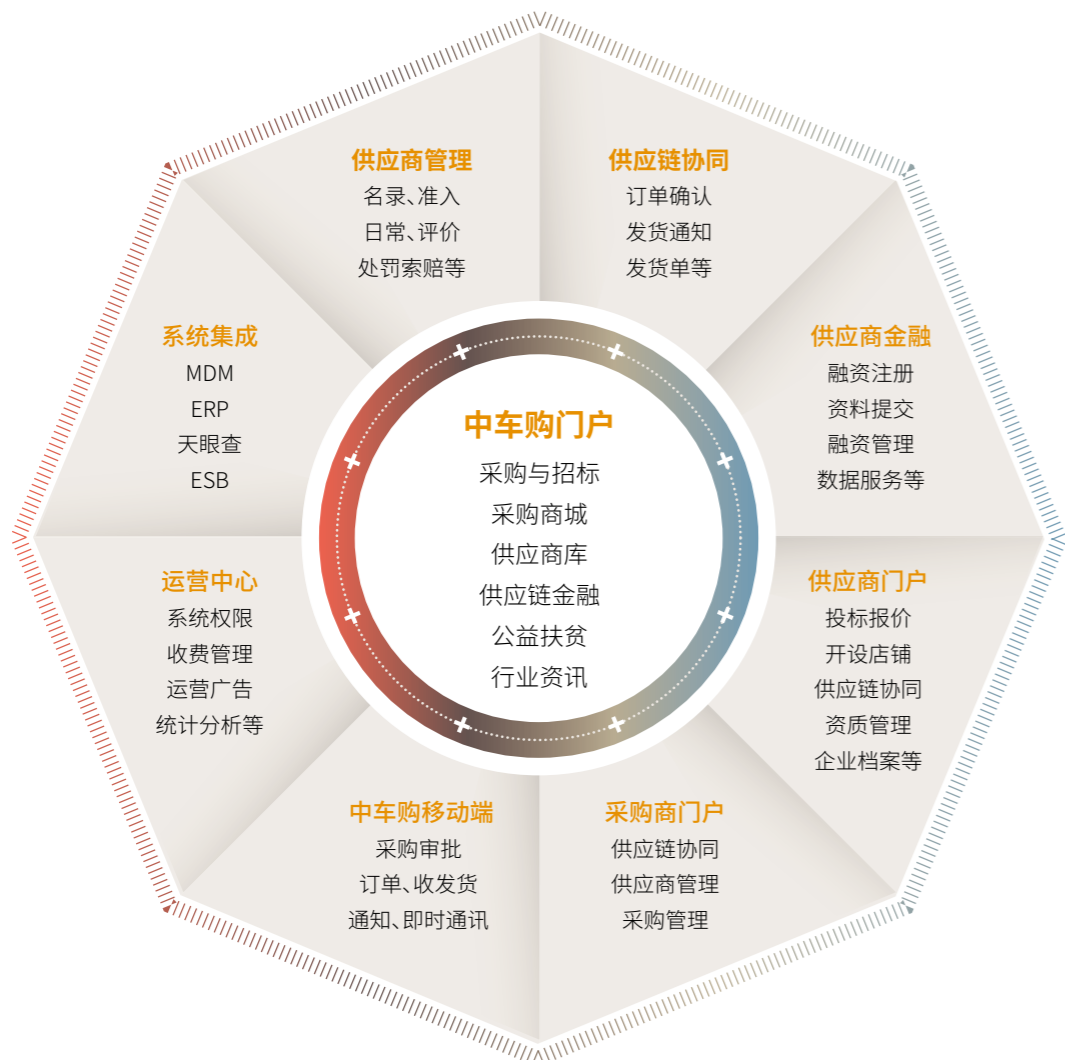 供应商管理
名录、准入
日常、评价
处罚索赔等
供应链协同
订单确认
发货通知
发货单等
系统集成
MDM
ERP
天眼查
ESB
供应商金融
融资注册
资料提交
融资管理
数据服务等
中车购门户
采购与招标
采购商城
供应商库
供应链金融
公益扶贫
行业资讯
运营中心
系统权限
收费管理
运营广告
统计分析等
供应商门户
投标报价
开设店铺
供应链协同
资质管理
企业档案等
中车购移动端
采购审批
订单、收发货
通知、即时通讯
采购商门户
供应链协同
供应商管理
采购管理